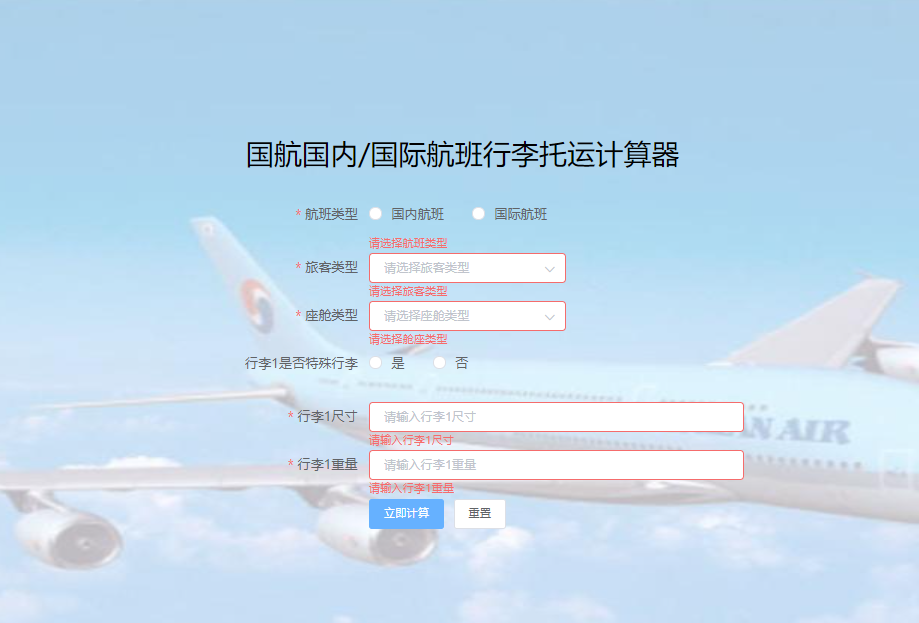 国航国内/国际航班行李托运计算器
* 航班类型 国内航班 国际航班
请选择航班类型
* 旅客类型 请选择旅客类型
请选择旅客类型
* 座舱类型 请选择座舱类型
请选择舱座类型
行李1是否特殊行李 是 否
* 行李1尺寸 请输入行李1尺寸
AIR
请输入行李1尺寸
* 行李1重量 请输入行李1重量
请输入行李1重量
立即计算 重置